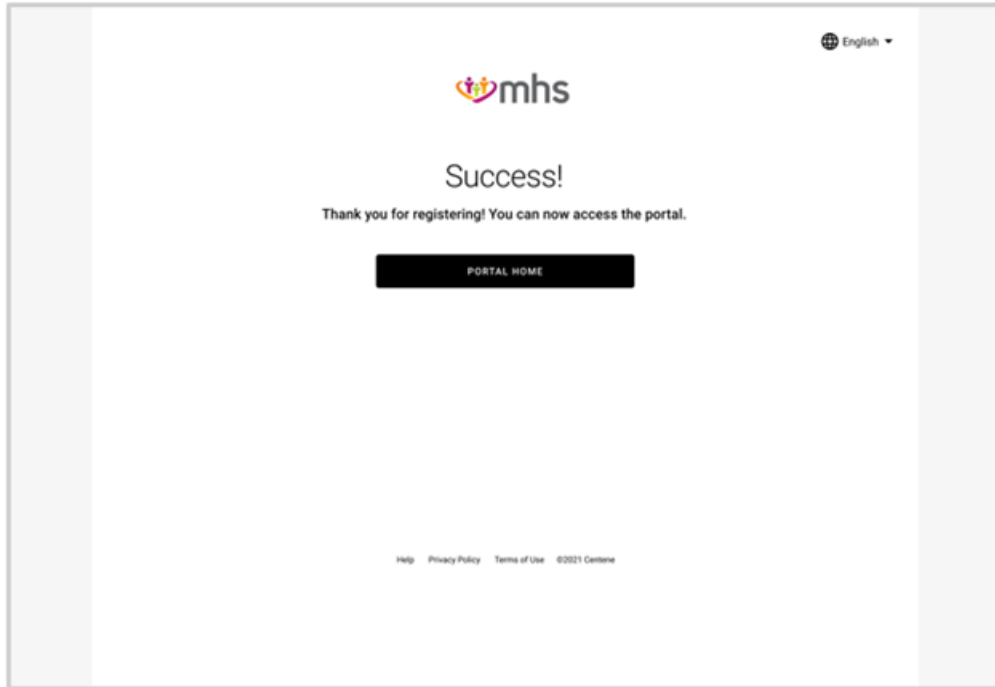 English
mhs
Success!
Thank you for registering! You can now access the portal.
PORTAL HOME
Help Privacy Policy Terms of Use ©2021 Centene